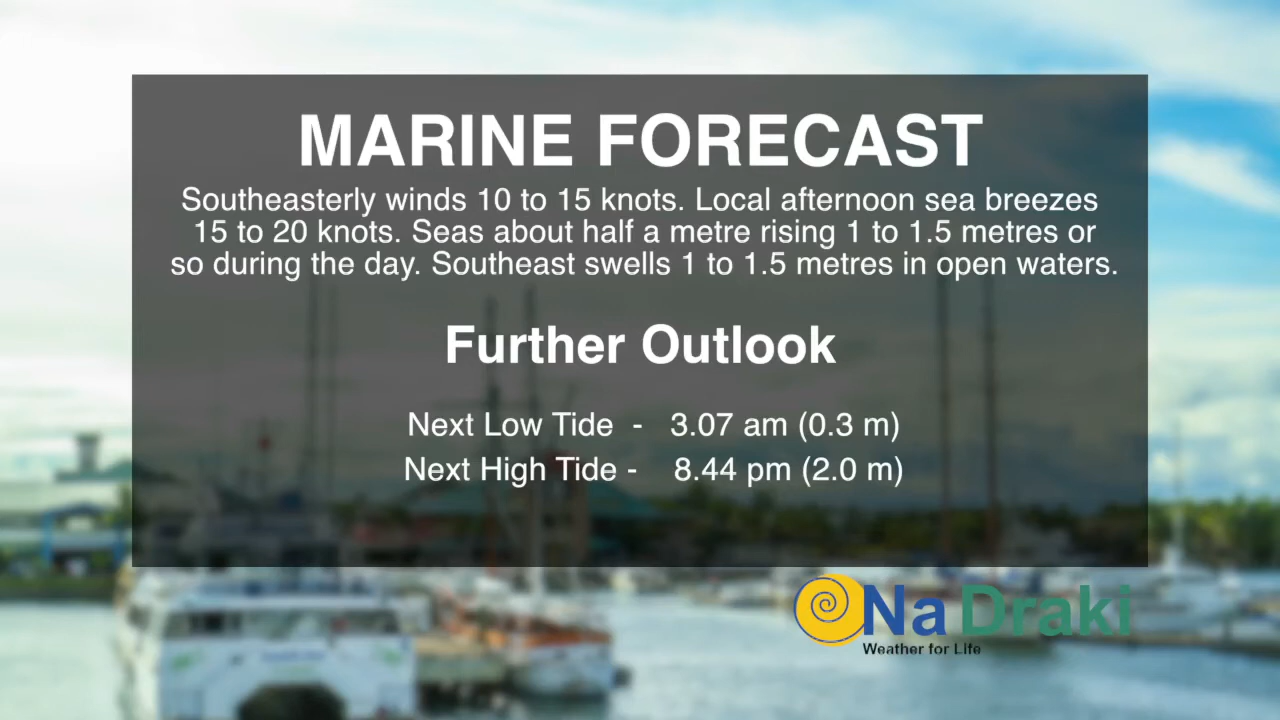 MARINE FORECAST
Southeasterly winds 10 to 15 knots. Local afternoon sea breezes
15 to 20 knots. Seas about half a metre rising 1 to 1.5 metres or
so during the day. Southeast swells 1 to 1.5 metres in open waters.
Further Outlook
Next Low Tide - 3.07 am (0.3 m)
Next High Tide - 8.44 pm (2.0 m)
Na Draki
Weather for Life